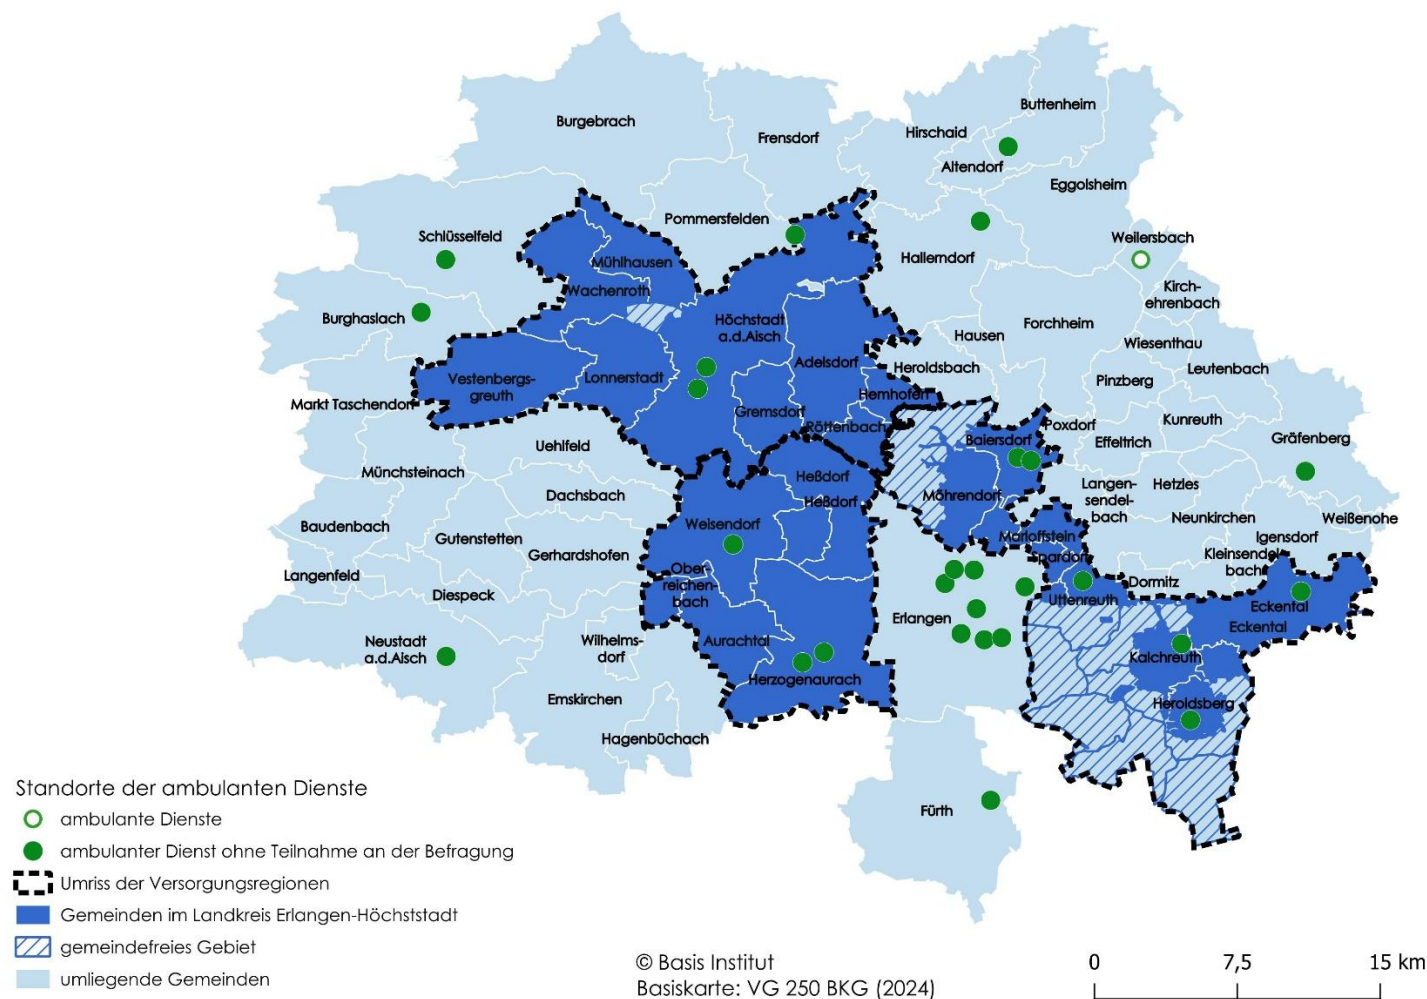 Burgebrach
Frensdorf
Hirschaid
Buttenheim
Altendorf
Eggolsheim
Pommersfelden
Schlüsselfeld
Weilersbach
Mühlhausen
Hallerndorf
Wachenroth
Kirch-
ehrenbach
Burghaslach
Höchstadt
a.d.Aisch
Forchheim
Hausen
Wiesenthau
Adelsdorf
Heroldsbach
Leutenbach
Vestenbergs-
greuth
Lonnerstadt
Pinzberg
Markt Taschendorf
Hemhofen
Gremsdorf
Kunreuth
Röttenbach
Poxdorf
Baiersdorf
Effeltrich
Gräfenberg
Uehlfeld
Münchsteinach
Heßdorf
Langen-
sendel-
bach
Hetzles
Dachsbach
Möhrendorf
Heßdorf
Neunkirchen
Weißenohe
Baudenbach
Weisendorf
Gutenstetten
Marloffstein
Igensdorf
Gerhardshofen
Spardorf
Kleinsendel-
bach
Langenfeld
Ober-
reichen-
bach
Dormitz
Diespeck
Uttenreuth
Eckental
Erlangen
Eckental
Neustadt
a.d.Aisch
Wilhelms-
dorf
Aurachtal
Kalchreuth
Herzogenaurach
Emskirchen
Heroldsberg
Hagenbüchach
Fürth
Standorte der ambulanten Dienste
ambulante Dienste
ambulanter Dienst ohne Teilnahme an der Befragung
Umriss der Versorgungsregionen
Gemeinden im Landkreis Erlangen-Höchststadt
gemeindefreies Gebiet
umliegende Gemeinden
© Basis Institut
Basiskarte: VG 250 BKG (2024)
0 7,5 15 km